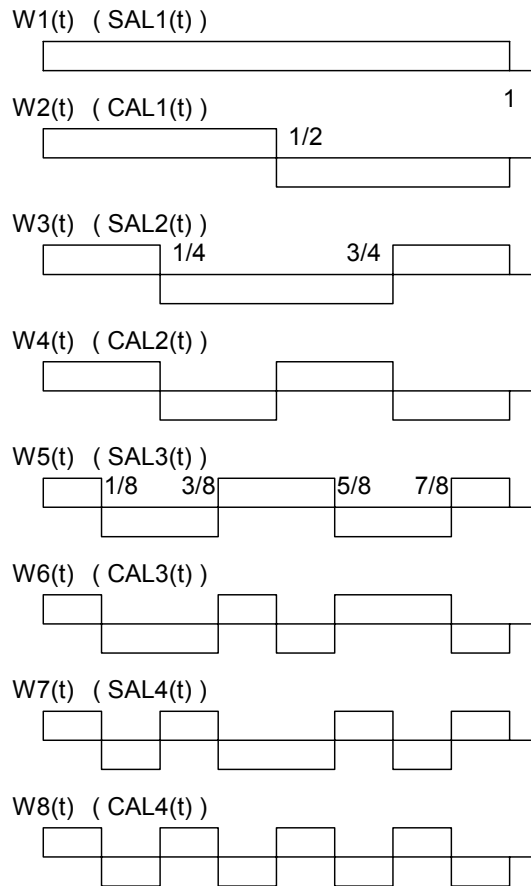 W1(t) ( SAL1(t) )
1
W2(t) ( CAL1(t) )
1/2
W3(t) ( SAL2(t) )
1/4 3/4
W4(t) ( CAL2(t) )
W5(t) ( SAL3(t) )
1/8 3/8 5/8 7/8
W6(t) ( CAL3(t) )
W7(t) ( SAL4(t) )
W8(t) ( CAL4(t) )